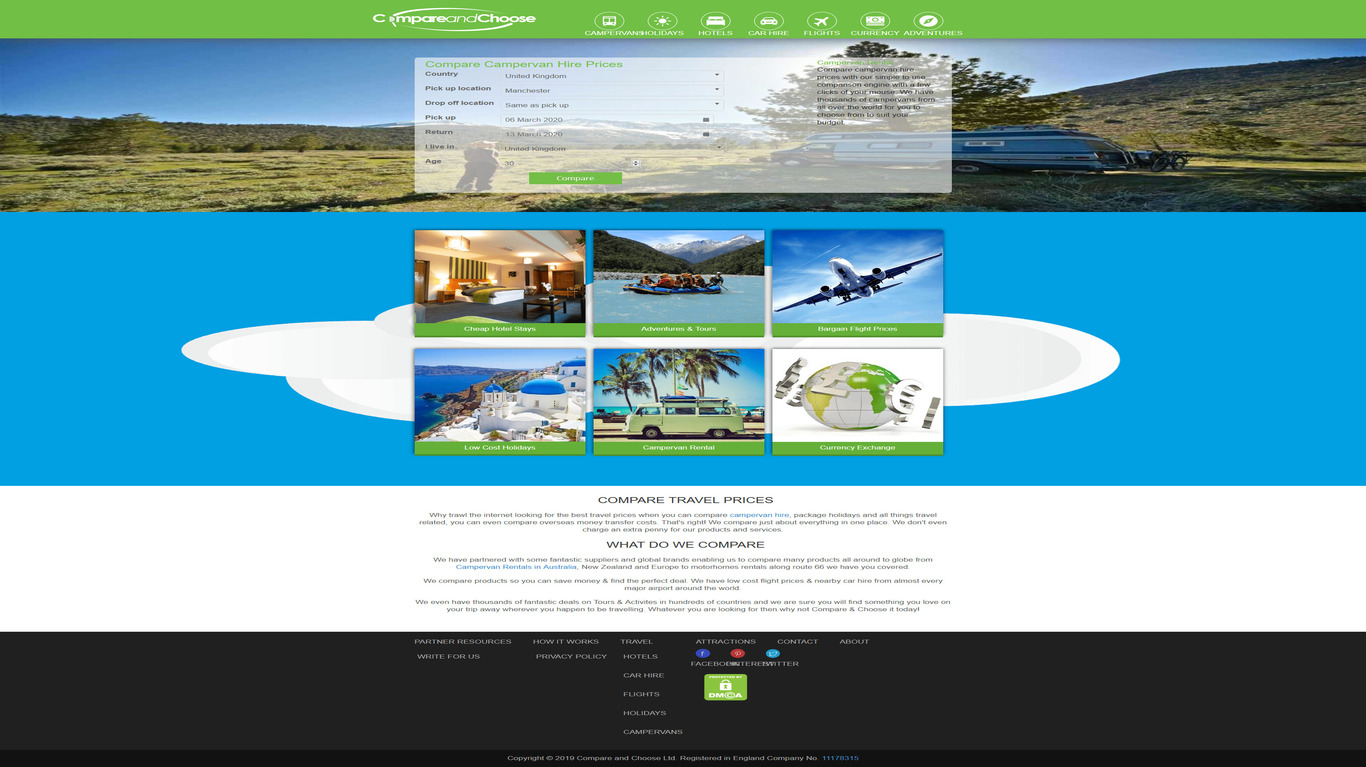 CompareandChoose
CAMPERVANS HOLIDAYS HOTELS CAR HIRE FLIGHTS CURRENCY ADVENTURES
Compare Campervan Hire Prices
Country United Kingdom
Pick up location Manchester
Drop off location Same as pick up
Pick up 06 March 2020
Return 13 March 2020
I live in United Kingdom
Age 30
Compare
Campervan
Compare campervan hire
prices with our simple to use
comparison engine with a few
clicks of your mouse. We have
thousands of campervans from
all over the world for you to
choose from to suit your
budget.
Cheap Hotel Stays
Adventures & Tours
Bargain Flight Prices
Low Cost Holidays
Campervan Rental
Currency Exchange
COMPARE TRAVEL PRICES
Why trawl the internet looking for the best travel prices when you can compare campervan hire, package holidays and all things travel
related, you can even compare overseas money transfer costs. That's right! We compare just about everything in one place. We don't even
charge an extra penny for our products and services.
WHAT DO WE COMPARE
We have partnered with some fantastic suppliers and global brands enabling us to compare many products all around to globe from
Campervan Rentals in Australia, New Zealand and Europe to motorhomes rentals along route 66 we have you covered.
We compare products so you can save money & find the perfect deal. We have low cost flight prices & nearby car hire from almost every
major airport around the world.
We even have thousands of fantastic deals on Tours & Activites in hundreds of countries and we are sure you will find something you love on
your trip away wherever you happen to be travelling. Whatever you are looking for then why not Compare & Choose it today!
PARTNER RESOURCES HOW IT WORKS TRAVEL ATTRACTIONS CONTACT ABOUT
WRITE FOR US PRIVACY POLICY HOTELS
FACEBOOK PINTEREST TWITTER
CAR HIRE
PROTECTED BY
DMCA
FLIGHTS
HOLIDAYS
CAMPERVANS
Copyright © 2019 Compare and Choose Ltd. Registered in England Company No. 11178315